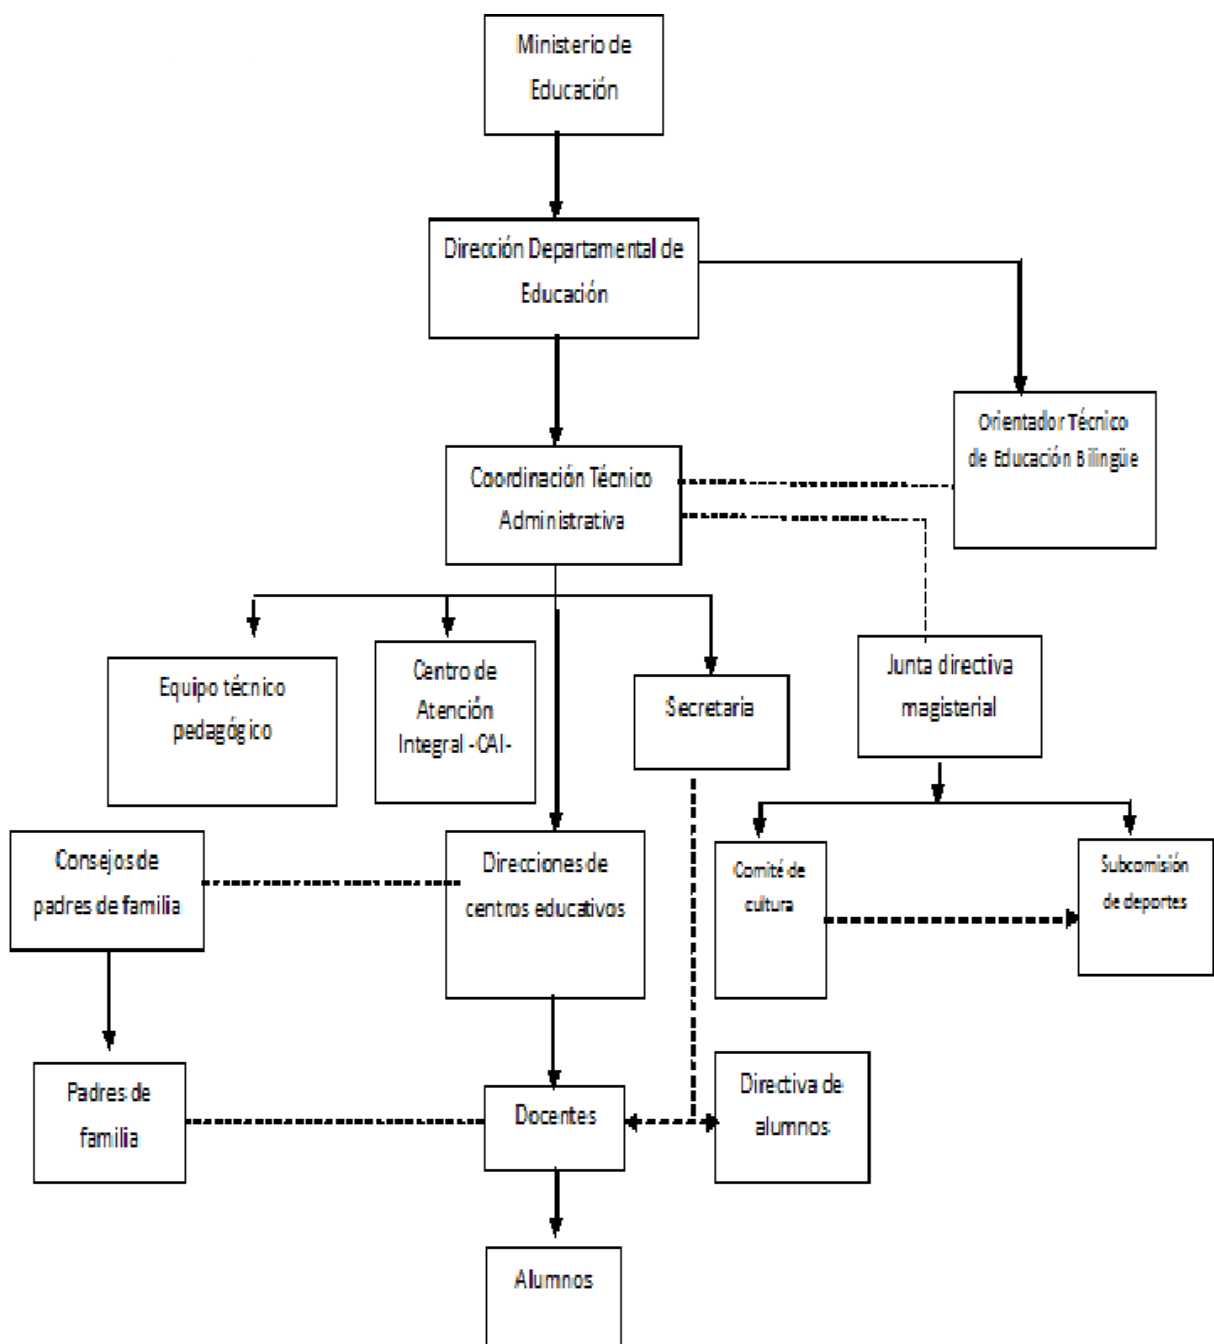 Ministerio de
Educación
Dirección Departamental de
Educación
Orientador Técnico
de Educación Bilingüe
Coordinación Técnico
Administrativa
Equipo técnico
pedagógico
Centro de
Atención
Integral -CAI-
Secretaria
Junta directiva
magisterial
Consejos de
padres de familia
Direcciones de
centros educativos
Comité de
cultura
Subcomisión
de deportes
Padres de
familia
Docentes
Directiva de
alumnos
Alumnos